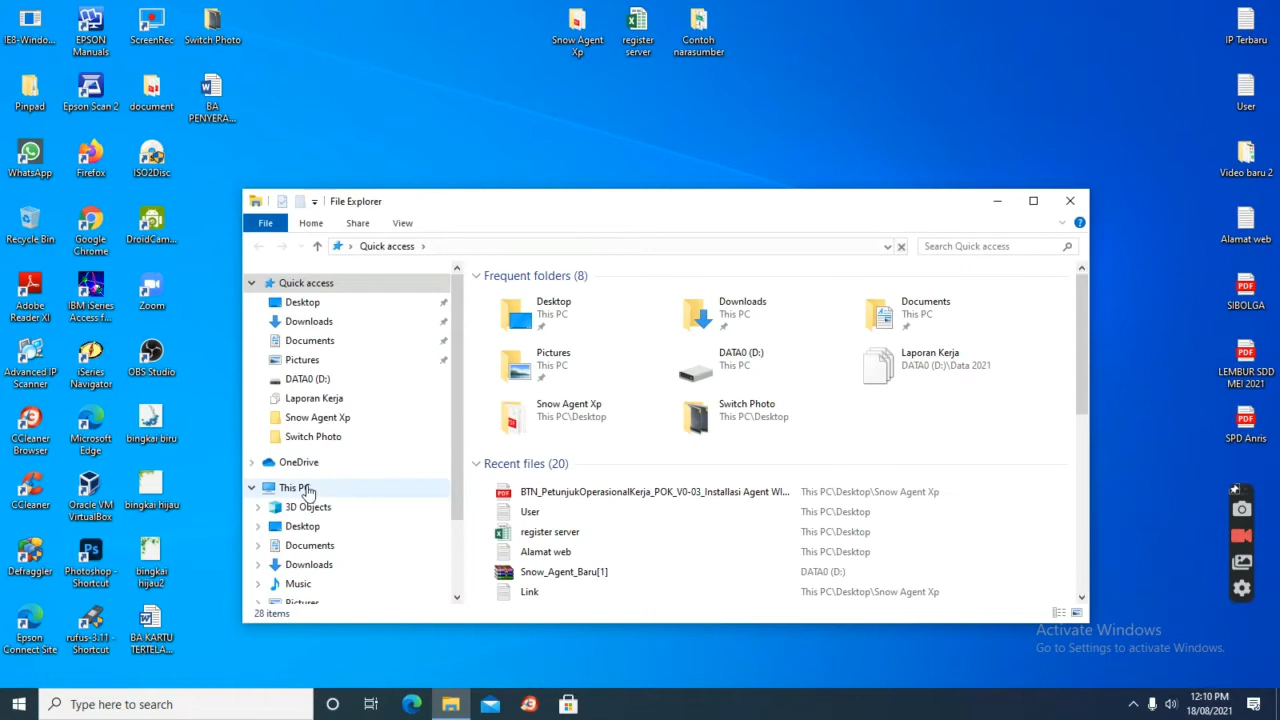 IE8-Windo...
EPSON
Manuals
ScreenRec
Switch Photo
Snow Agent
Xp
register
server
Contoh
narasumber
IP Terbaru
Pinpad
Epson Scan 2
document
BA
PENYERA...
User
WhatsApp
Firefox
ISO2Disc
Video baru 2
Recycle Bin
Google
Chrome
DroidCam...
Alamat web
Adobe
Reader XI
IBM iSeries
Access f...
Zoom
SIBOLGA
Advanced IP
Scanner
iSeries
Navigator
OBS Studio
LEMBUR SDD
MEI 2021
CCleaner
Browser
Microsoft
Edge
bingkai biru
SPD Anris
CCleaner
Oracle VM
VirtualBox
bingkai hijau
Defraggler
Photoshop -
Shortcut
bingkai
hijau2
Epson
Connect Site
rufus-3.11 -
Shortcut
BA KARTU
TERTELA...
File Explorer
File
Home
Share
View
Quick access
Search Quick access
Quick access
Desktop
Downloads
Documents
Pictures
DATA0 (D:)
Laporan Kerja
Snow Agent Xp
Switch Photo
OneDrive
This PC
3D Objects
Desktop
Documents
Downloads
Music
Pictures
28 items
Frequent folders (8)
Desktop
This PC
Downloads
This PC
Documents
This PC
Pictures
This PC
DATA0 (D:)
This PC
Laporan Kerja
DATA0 (D:)\Data 2021
Snow Agent Xp
This PC\Desktop
Switch Photo
This PC\Desktop
Recent files (20)
BTN_PetunjukOperasionalKerja_POK_V0-03_Installasi Agent WI... This PC\Desktop\Snow Agent Xp
User This PC\Desktop
register server This PC\Desktop
Alamat web This PC\Desktop
Snow_Agent_Baru[1] DATA0 (D:)
Link This PC\Desktop\Snow Agent Xp
Activate Windows
Go to Settings to activate Windows.
Type here to search
12:10 PM
18/08/2021